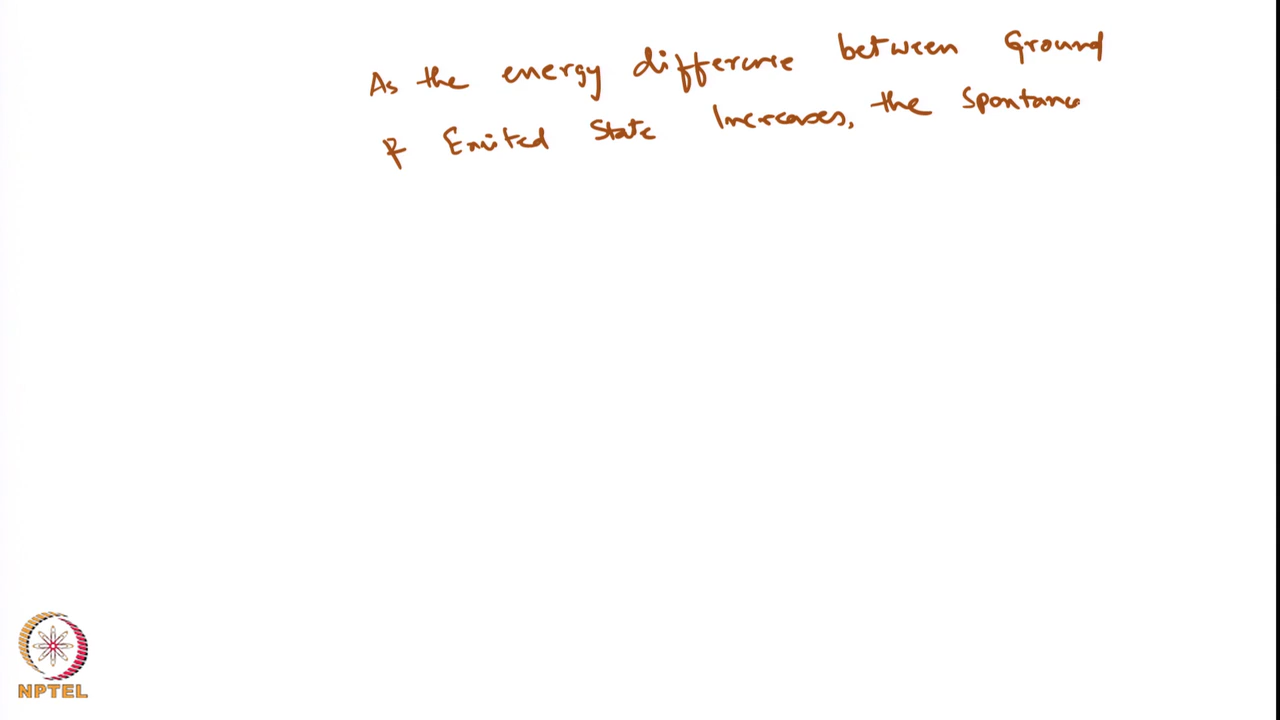 As the energy difference between Ground
& Excited State Increases, the Spontane
NPTEL